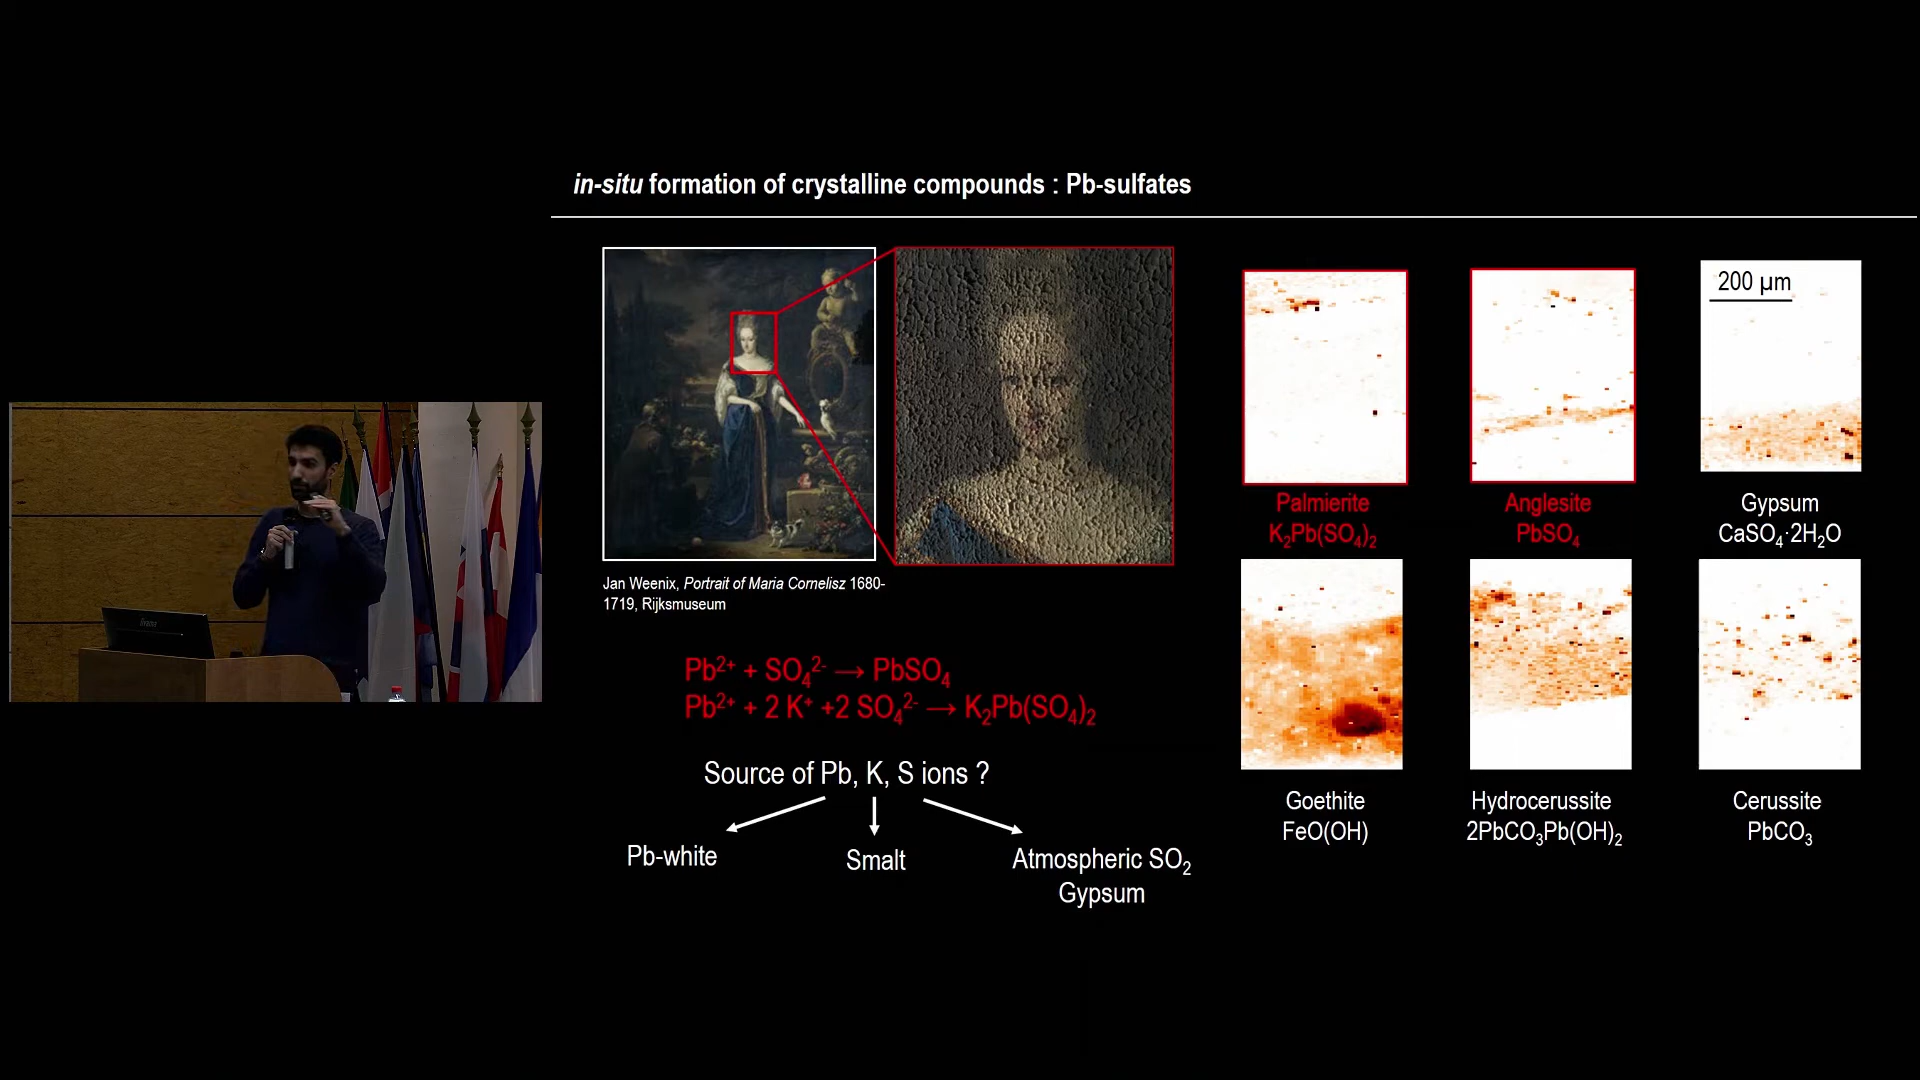 in-situ formation of crystalline compounds : Pb-sulfates
Jan Weenix, Portrait of Maria Cornelisz 1680-
1719, Rijksmuseum
Pb²⁺ + SO₄²⁻ → PbSO₄
Pb²⁺ + 2 K⁺ +2 SO₄²⁻ → K₂Pb(SO₄)₂
Source of Pb, K, S ions ?
Pb-white
Smalt
Atmospheric SO₂
Gypsum
200 µm
Palmierite
K₂Pb(SO₄)₂
Anglesite
PbSO₄
Gypsum
CaSO₄·2H₂O
Goethite
FeO(OH)
Hydrocerussite
2PbCO₃Pb(OH)₂
Cerussite
PbCO₃